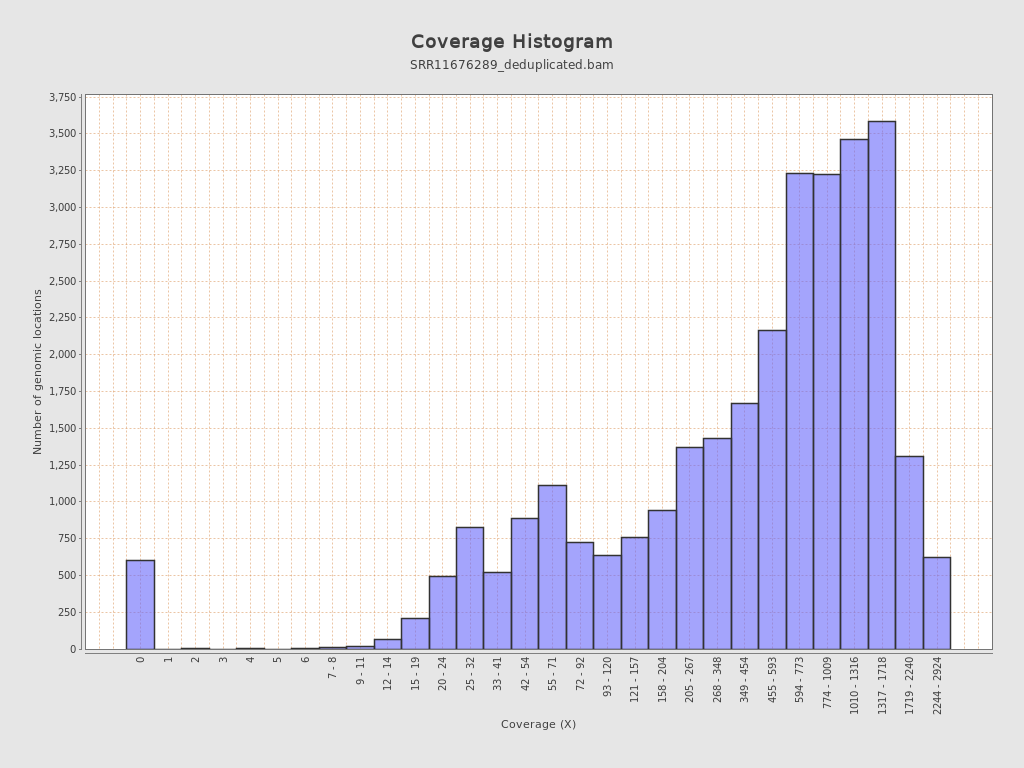 Coverage Histogram
SRR11676289_deduplicated.bam
Number of genomic locations
3,750
3,500
3,250
3,000
2,750
2,500
2,250
2,000
1,750
1,500
1,250
1,000
750
500
250
0
0
1
2
3
4
5
6
7 - 8
9 - 11
12 - 14
15 - 19
20 - 24
25 - 32
33 - 41
42 - 54
55 - 71
72 - 92
93 - 120
121 - 157
158 - 204
205 - 267
268 - 348
349 - 454
455 - 593
594 - 773
774 - 1009
1010 - 1316
1317 - 1718
1719 - 2240
2244 - 2924
Coverage (X)